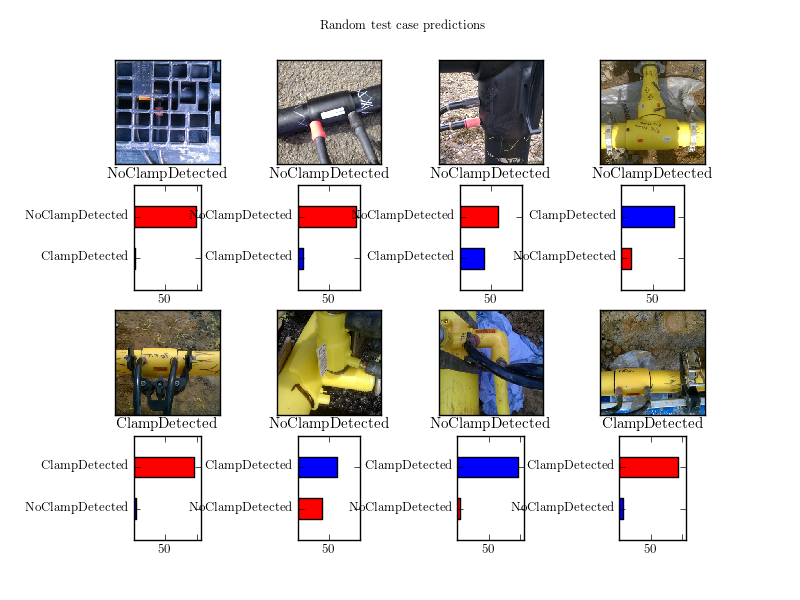 Random test case predictions
NoClampDetected NoClampDetected NoClampDetected NoClampDetected
NoClampDetected NoClampDetected NoClampDetected ClampDetected
ClampDetected ClampDetected ClampDetected NoClampDetected
50 50 50 50
ClampDetected NoClampDetected NoClampDetected ClampDetected
ClampDetected ClampDetected ClampDetected ClampDetected
NoClampDetected NoClampDetected NoClampDetected NoClampDetected
50 50 50 50